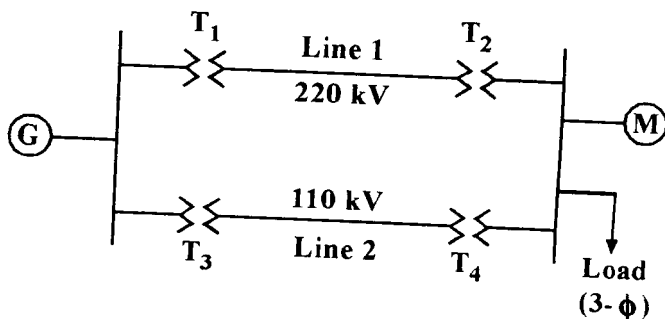 T1
Line 1
T2
220 kV
G
M
110 kV
T3
Line 2
T4
Load
(3-ϕ)